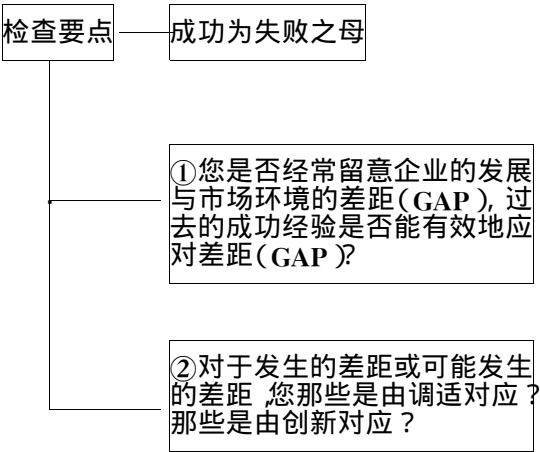 检查要点
成功为失败之母
①您是否经常留意企业的发展
与市场环境的差距(GAP),过
去的成功经验是否能有效地应
对差距(GAP)?
②对于发生的差距或可能发生
的差距,您那些是由调适对应?
那些是由创新对应?